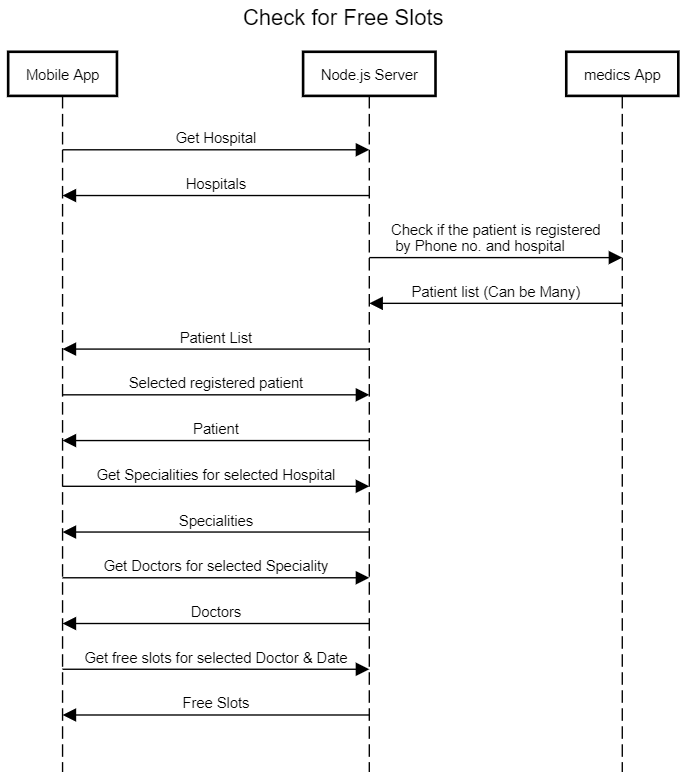 Check for Free Slots
Mobile App
Node.js Server
medics App
Get Hospital
Hospitals
Check if the patient is registered
by Phone no. and hospital
Patient list (Can be Many)
Patient List
Selected registered patient
Patient
Get Specialities for selected Hospital
Specialities
Get Doctors for selected Speciality
Doctors
Get free slots for selected Doctor & Date
Free Slots